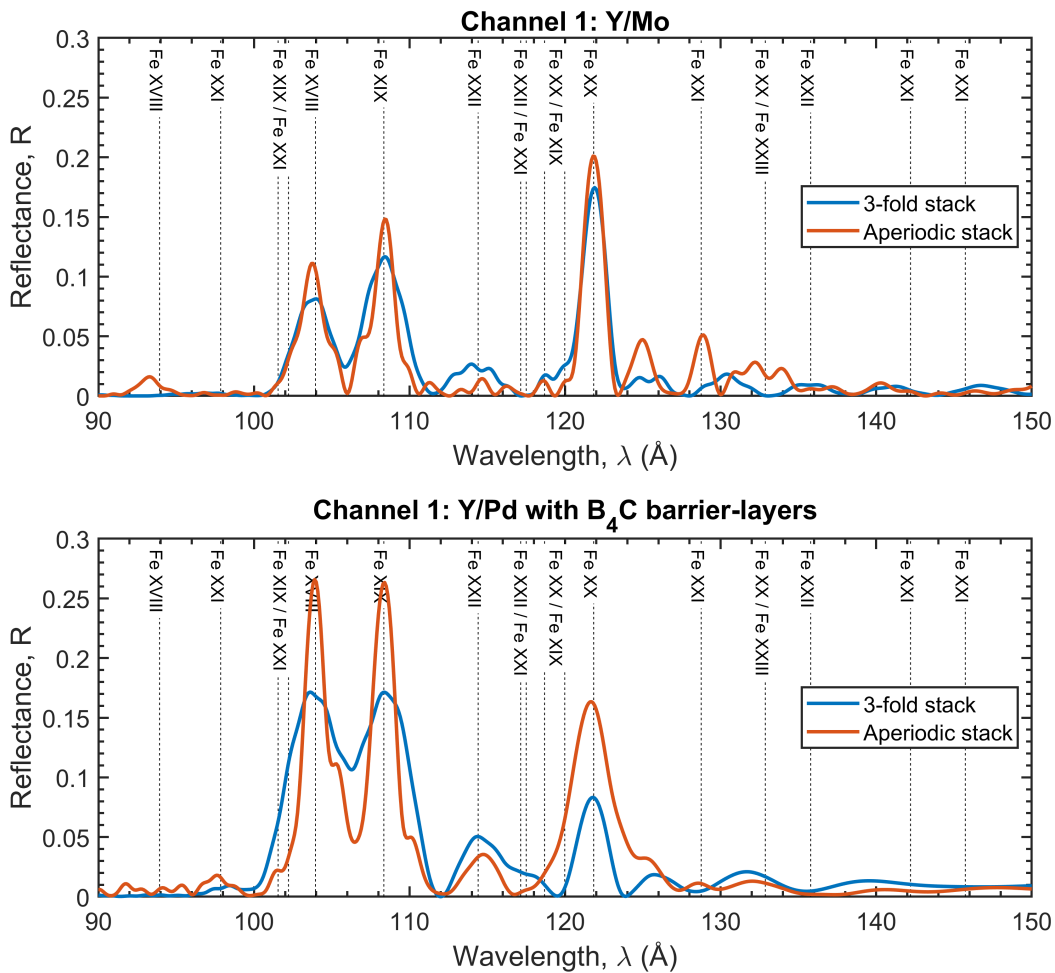 Channel 1: Y/Mo
0.3
0.25
0.2
0.15
0.1
0.05
0
Reflectance, R
Fe XVIII
Fe XXI
Fe XIX / Fe XXI
Fe XVIII
Fe XIX
Fe XXII
Fe XXII / Fe XXI
Fe XX / Fe XIX
Fe XX
Fe XXI
Fe XX / Fe XXIII
Fe XXII
Fe XXI
Fe XXI
3-fold stack
Aperiodic stack
90 100 110 120 130 140 150
Wavelength, λ (Å)
Channel 1: Y/Pd with B₄C barrier-layers
0.3
0.25
0.2
0.15
0.1
0.05
0
Reflectance, R
Fe XVIII
Fe XXI
Fe XIX / Fe XXI
Fe XVIII
Fe XIX
Fe XXII
Fe XXII / Fe XXI
Fe XX / Fe XIX
Fe XX
Fe XXI
Fe XX / Fe XXIII
Fe XXII
Fe XXI
Fe XXI
3-fold stack
Aperiodic stack
90 100 110 120 130 140 150
Wavelength, λ (Å)